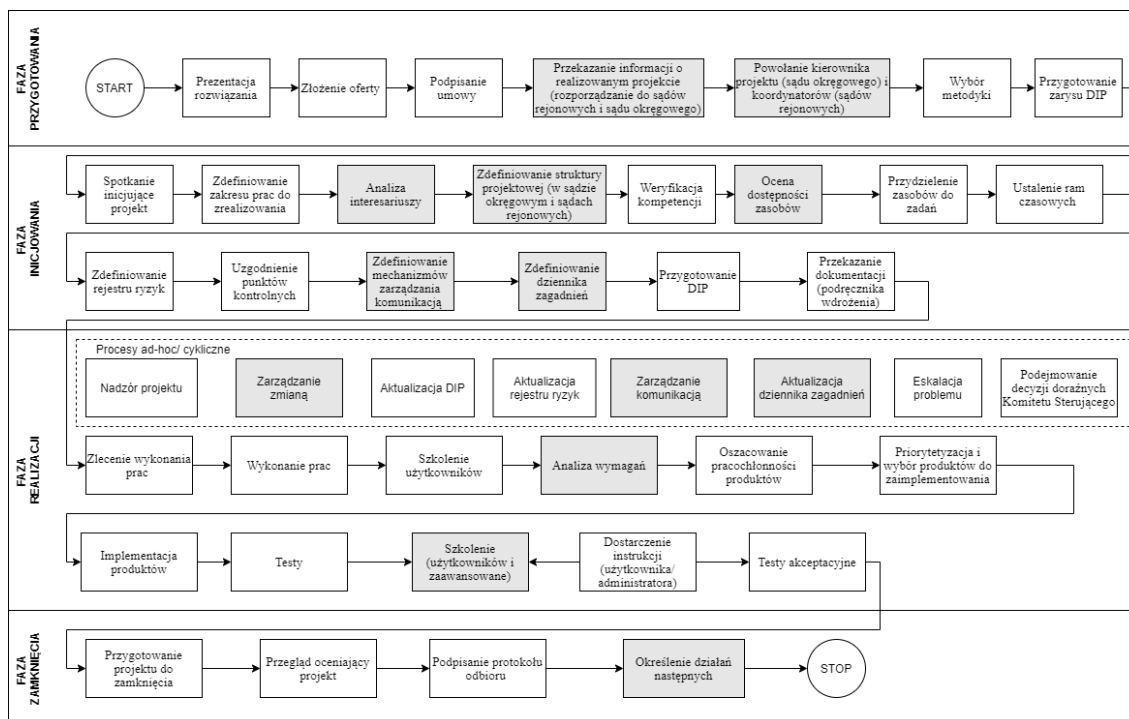 FAZA
PRZYGOTOWANIA
START
Prezentacja
rozwiązania
Złożenie oferty
Podpisanie
umowy
Przekazanie informacji o
realizowanym projekcie
(rozporządzanie do sądów
rejonowych i sądu okręgowego)
Powołanie kierownika
projektu (sądu okręgowego) i
koordynatorów (sądów
rejonowych)
Wybór
metodyki
Przygotowanie
zarysu DIP
FAZA
INICJOWANIA
Spotkanie
inicjujące
projekt
Zdefiniowanie
zakresu prac do
zrealizowania
Analiza
interesariuszy
Zdefiniowanie struktury
projektowej (w sądzie
okręgowym i sądach
rejonowych)
Weryfikacja
kompetencji
Ocena
dostępności
zasobów
Przydzielenie
zasobów do
zadań
Ustalenie ram
czasowych
Zdefiniowanie
rejestru ryzyk
Uzgodnienie
punktów
kontrolnych
Zdefiniowanie
mechanizmów
zarządzania
komunikacją
Zdefiniowanie
dziennika
zagadnień
Przygotowanie
DIP
Przekazanie
dokumentacji
(podręcznika
wdrożenia)
FAZA
REALIZACJI
Procesy ad-hoc/ cykliczne
Nadzór projektu
Zarządzanie
zmianą
Aktualizacja DIP
Aktualizacja
rejestru ryzyk
Zarządzanie
komunikacją
Aktualizacja
dziennika zagadnień
Eskalacja
problemu
Podejmowanie
decyzji doraźnych
Komitetu Sterującego
Zlecenie wykonania
prac
Wykonanie prac
Szkolenie
użytkowników
Analiza wymagań
Oszacowanie
pracochłonności
produktów
Priorytetyzacja i
wybór produktów do
zaimplementowania
Implementacja
produktów
Testy
Szkolenie
(użytkowników i
zaawansowane)
Dostarczenie
instrukcji
(użytkownika/
administratora)
Testy akceptacyjne
FAZA
ZAMKNIĘCIA
Przygotowanie
projektu do
zamknięcia
Przegląd oceniający
projekt
Podpisanie protokołu
odbioru
Określenie działań
następnych
STOP